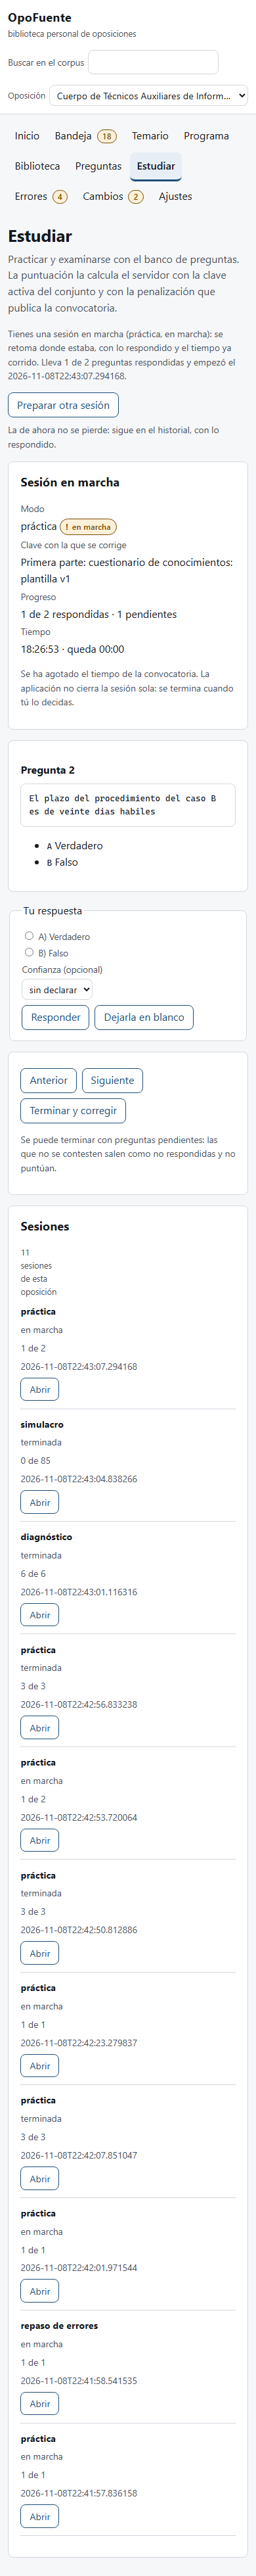 OpoFuente
biblioteca personal de oposiciones
Buscar en el corpus
Oposición Cuerpo de Técnicos Auxiliares de Inform…
Inicio Bandeja 18 Temario Programa
Biblioteca Preguntas Estudiar
Errores 4 Cambios 2 Ajustes
Estudiar
Practicar y examinarse con el banco de preguntas.
La puntuación la calcula el servidor con la clave
activa del conjunto y con la penalización que
publica la convocatoria.
Tienes una sesión en marcha (práctica, en marcha): se
retoma donde estaba, con lo respondido y el tiempo ya
corrido. Lleva 1 de 2 preguntas respondidas y empezó el
2026-11-08T22:43:07.294168.
Preparar otra sesión
La de ahora no se pierde: sigue en el historial, con lo
respondido.
Sesión en marcha
Modo
práctica ! en marcha
Clave con la que se corrige
Primera parte: cuestionario de conocimientos:
plantilla v1
Progreso
1 de 2 respondidas · 1 pendientes
Tiempo
18:26:53 · queda 00:00
Se ha agotado el tiempo de la convocatoria. La
aplicación no cierra la sesión sola: se termina cuando
tú lo decidas.
Pregunta 2
El plazo del procedimiento del caso B
es de veinte dias habiles
A Verdadero
B Falso
Tu respuesta
A) Verdadero
B) Falso
Confianza (opcional)
sin declarar
Responder Dejarla en blanco
Anterior Siguiente
Terminar y corregir
Se puede terminar con preguntas pendientes: las
que no se contesten salen como no respondidas y no
puntúan.
Sesiones
11
sesiones
de esta
oposición
práctica
en marcha
1 de 2
2026-11-08T22:43:07.294168
Abrir
simulacro
terminada
0 de 85
2026-11-08T22:43:04.838266
Abrir
diagnóstico
terminada
6 de 6
2026-11-08T22:43:01.116316
Abrir
práctica
terminada
3 de 3
2026-11-08T22:42:56.833238
Abrir
práctica
en marcha
1 de 2
2026-11-08T22:42:53.720064
Abrir
práctica
terminada
3 de 3
2026-11-08T22:42:50.812886
Abrir
práctica
en marcha
1 de 1
2026-11-08T22:42:23.279837
Abrir
práctica
terminada
3 de 3
2026-11-08T22:42:07.851047
Abrir
práctica
en marcha
1 de 1
2026-11-08T22:42:01.971544
Abrir
repaso de errores
en marcha
1 de 1
2026-11-08T22:41:58.541535
Abrir
práctica
en marcha
1 de 1
2026-11-08T22:41:57.836158
Abrir